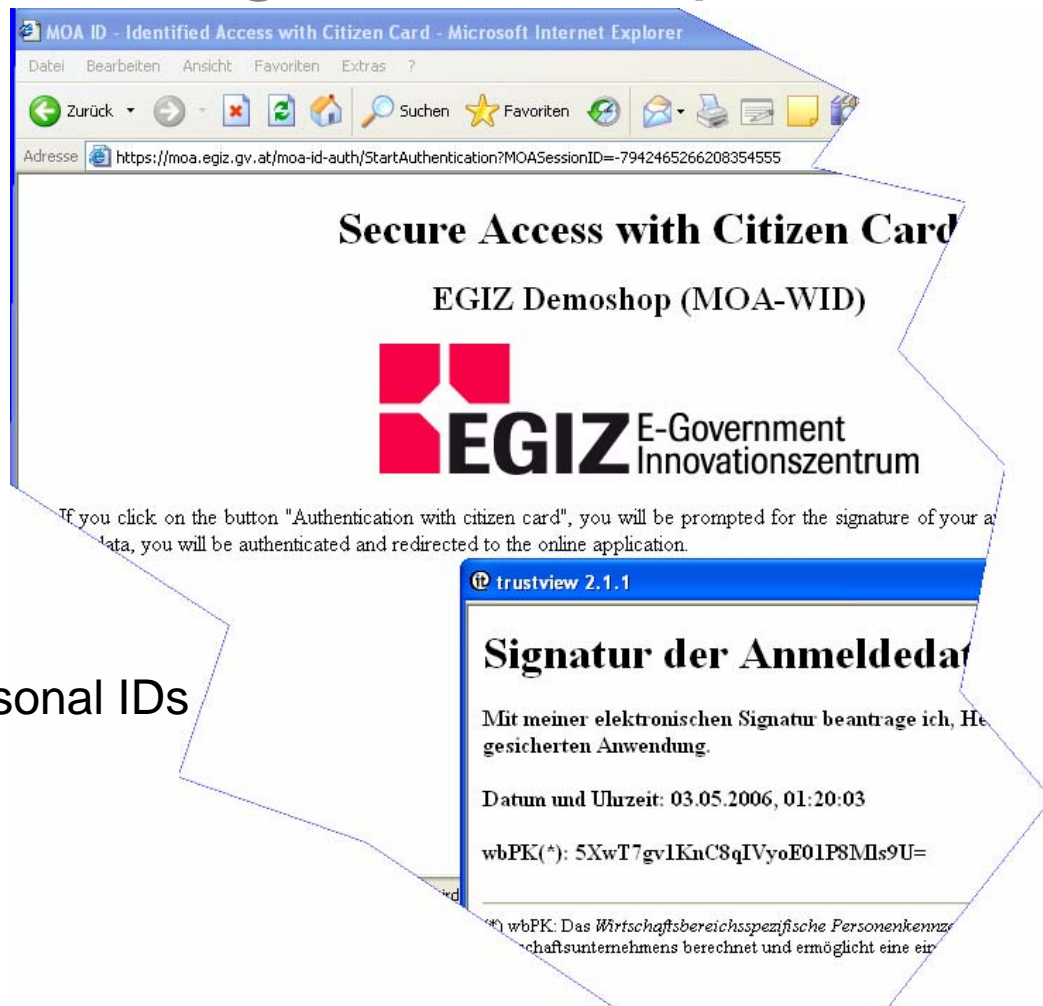 MOA ID - Identified Access with Citizen Card - Microsoft Internet Explorer
Datei Bearbeiten Ansicht Favoriten Extras ?
Zurück Suchen Favoriten
Adresse https://moa.egiz.gv.at/moa-id-auth/StartAuthentication?MOASessionID=-7942465266208354555
Secure Access with Citizen Card
EGIZ Demoshop (MOA-WID)
EGIZ E-Government
Innovationszentrum
If you click on the button "Authentication with citizen card", you will be prompted for the signature of your a
data, you will be authenticated and redirected to the online application.
trustview 2.1.1
Signatur der Anmeldedat
sonal IDs
Mit meiner elektronischen Signatur beantrage ich, He
gesicherten Anwendung.
Datum und Uhrzeit: 03.05.2006, 01:20:03
wbPK(*): 5XwT7gv1KnC8qIVyoE01P8MIs9U=
(*) wbPK: Das Wirtschaftsbereichsspezifische Personenkennze
schaftsunternehmens berechnet und ermöglicht eine ein